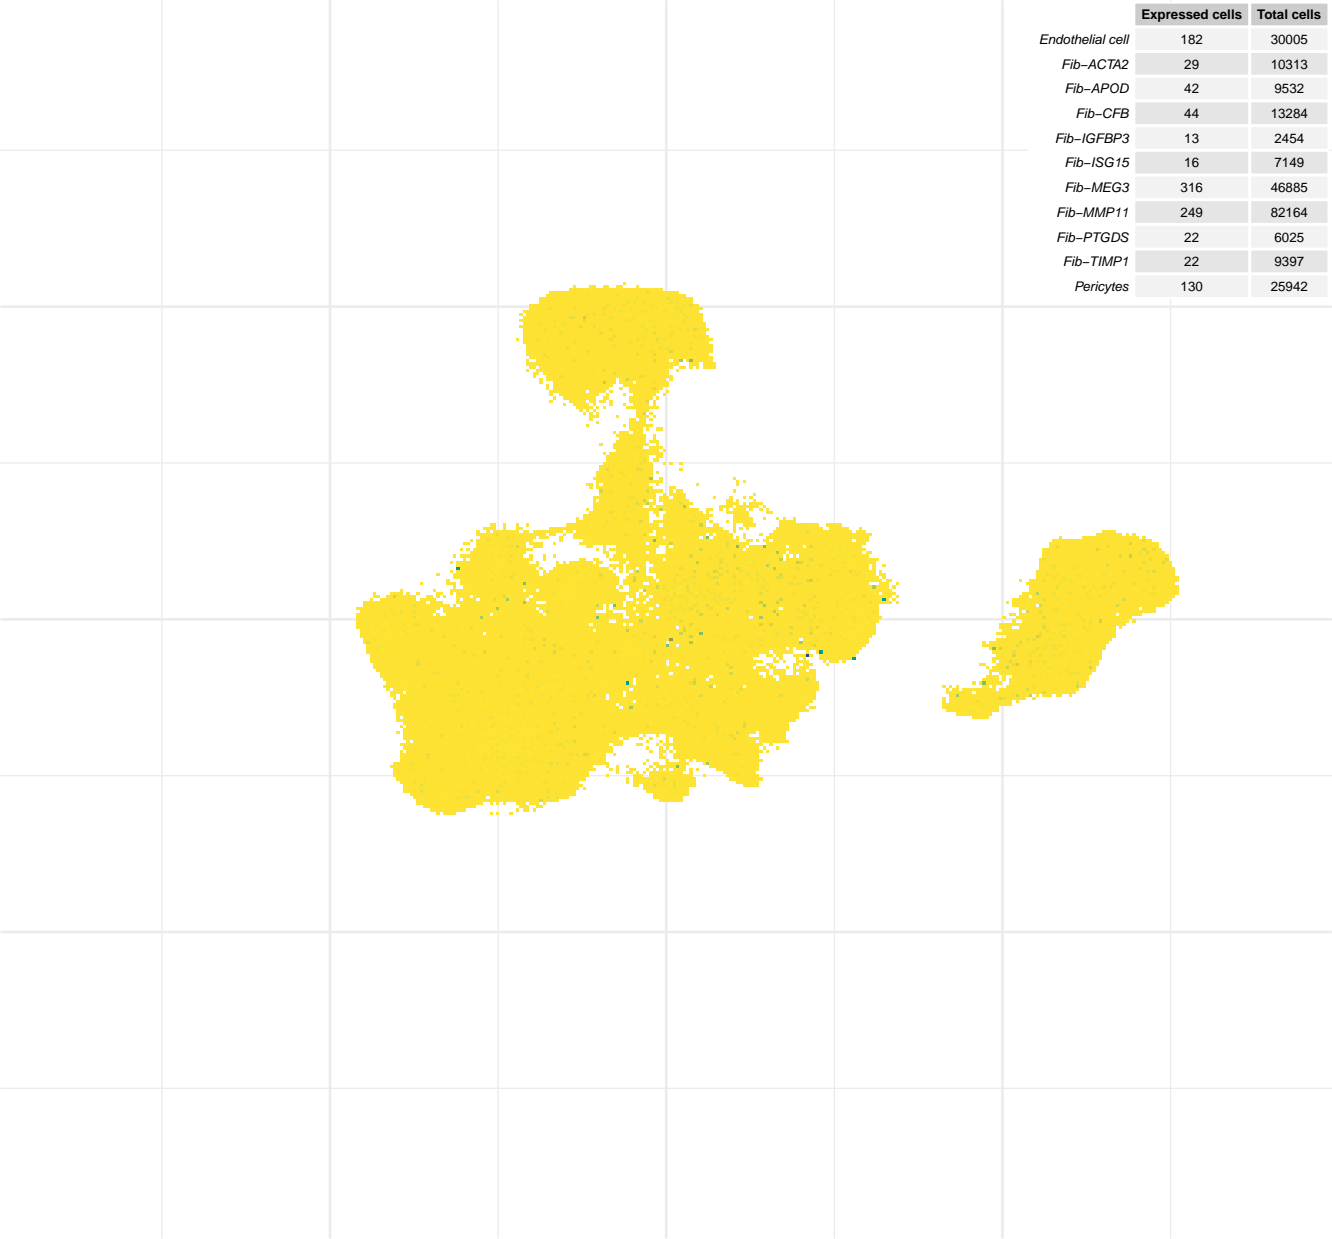 Expressed cells Total cells
Endothelial cell 182 30005
Fib−ACTA2 29 10313
Fib−APOD 42 9532
Fib−CFB 44 13284
Fib−IGFBP3 13 2454
Fib−ISG15 16 7149
Fib−MEG3 316 46885
Fib−MMP11 249 82164
Fib−PTGDS 22 6025
Fib−TIMP1 22 9397
Pericytes 130 25942